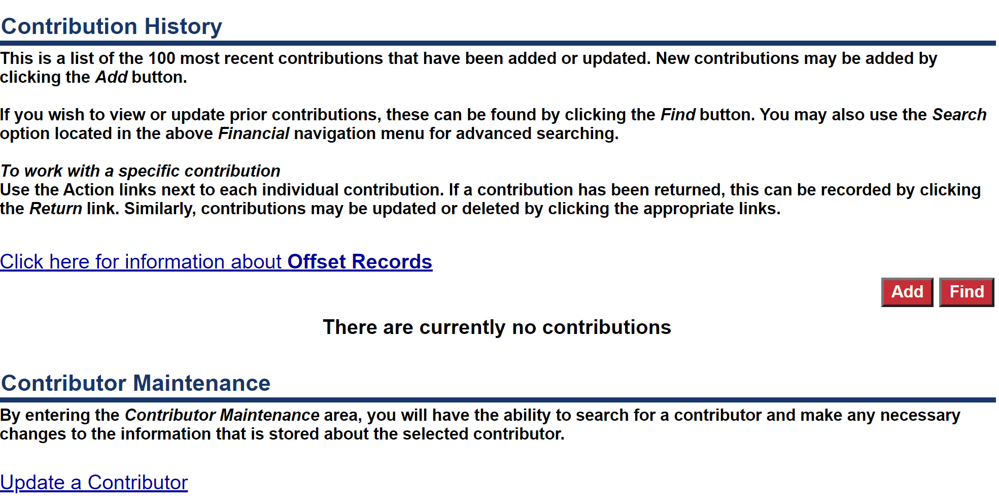 Contribution History
This is a list of the 100 most recent contributions that have been added or updated. New contributions may be added by
clicking the Add button.
If you wish to view or update prior contributions, these can be found by clicking the Find button. You may also use the Search
option located in the above Financial navigation menu for advanced searching.
To work with a specific contribution
Use the Action links next to each individual contribution. If a contribution has been returned, this can be recorded by clicking
the Return link. Similarly, contributions may be updated or deleted by clicking the appropriate links.
Click here for information about Offset Records
Add Find
There are currently no contributions
Contributor Maintenance
By entering the Contributor Maintenance area, you will have the ability to search for a contributor and make any necessary
changes to the information that is stored about the selected contributor.
Update a Contributor